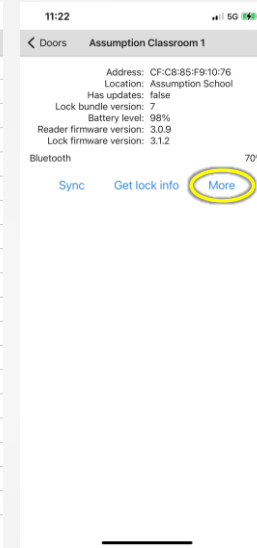 11:22 5G
Doors Assumption Classroom 1
Address: CF:C8:85:F9:10:76
Location: Assumption School
Has updates: false
Lock bundle version: 7
Battery level: 98%
Reader firmware version: 3.0.9
Lock firmware version: 3.1.2
Bluetooth 70
Sync Get lock info More